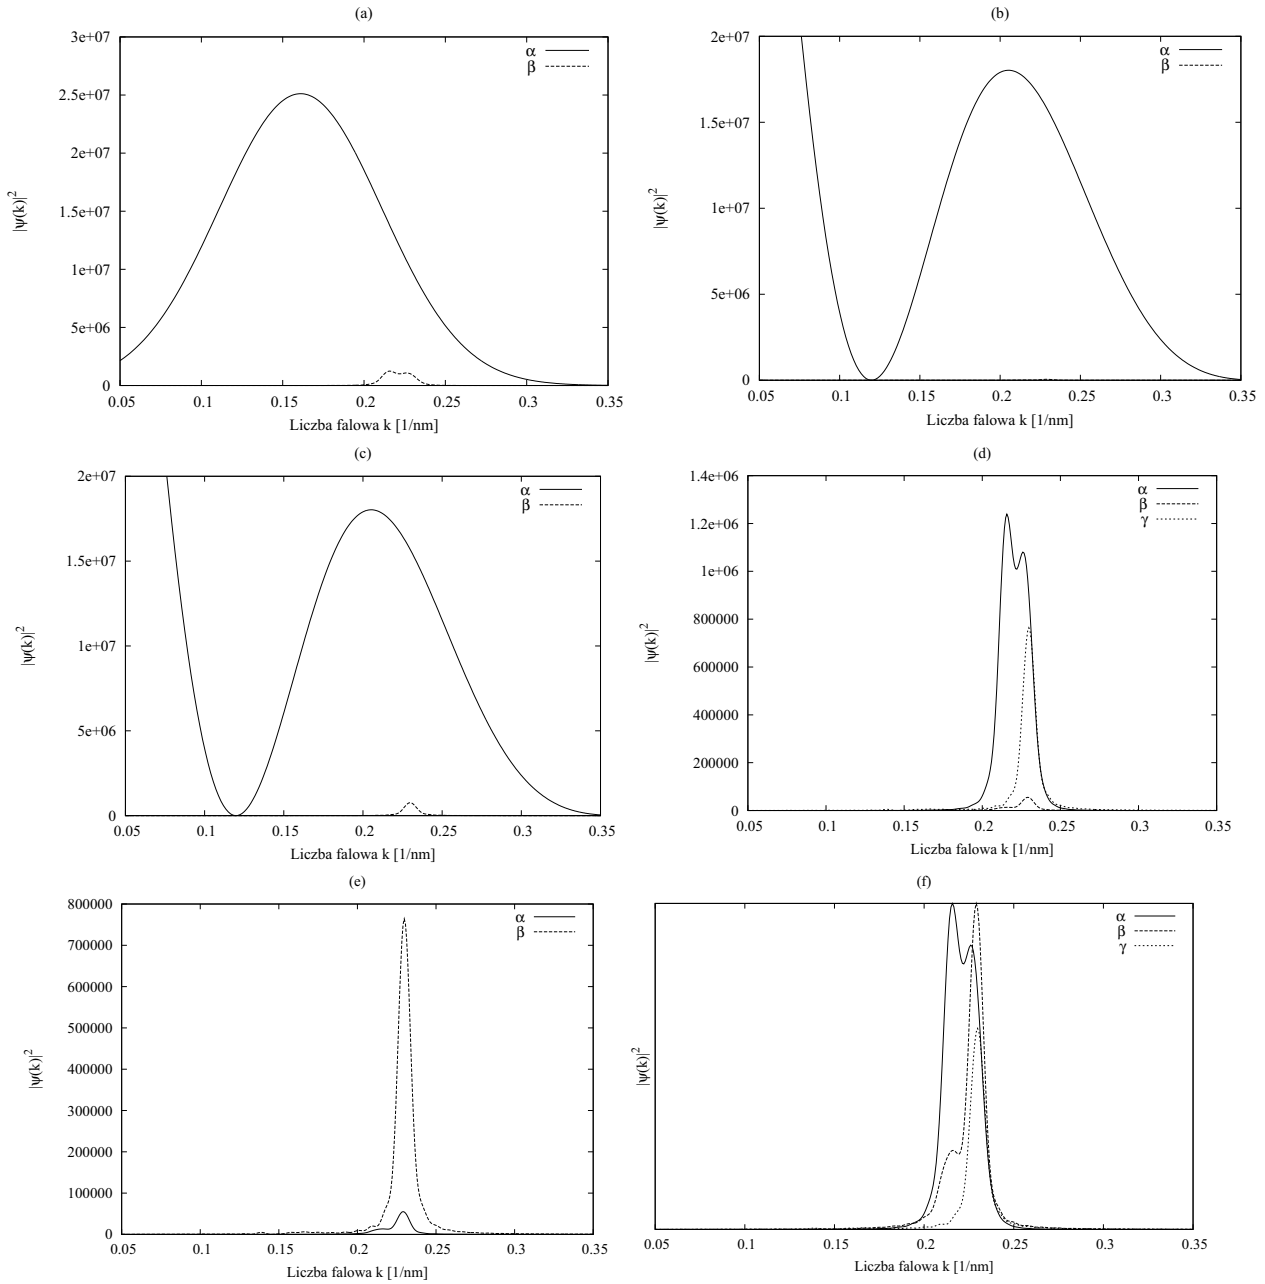 (a)
3e+07
2.5e+07
2e+07
1.5e+07
1e+07
5e+06
0
0.05 0.1 0.15 0.2 0.25 0.3 0.35
|ψ(k)|²
Liczba falowa k [1/nm]
α
β
(b)
2e+07
1.5e+07
1e+07
5e+06
0
0.05 0.1 0.15 0.2 0.25 0.3 0.35
|ψ(k)|²
Liczba falowa k [1/nm]
α
β
(c)
2e+07
1.5e+07
1e+07
5e+06
0
0.05 0.1 0.15 0.2 0.25 0.3 0.35
|ψ(k)|²
Liczba falowa k [1/nm]
α
β
(d)
1.4e+06
1.2e+06
1e+06
800000
600000
400000
200000
0
0.05 0.1 0.15 0.2 0.25 0.3 0.35
|ψ(k)|²
Liczba falowa k [1/nm]
α
β
γ
(e)
800000
700000
600000
500000
400000
300000
200000
100000
0
0.05 0.1 0.15 0.2 0.25 0.3 0.35
|ψ(k)|²
Liczba falowa k [1/nm]
α
β
(f)
0.05 0.1 0.15 0.2 0.25 0.3 0.35
|ψ(k)|²
Liczba falowa k [1/nm]
α
β
γ